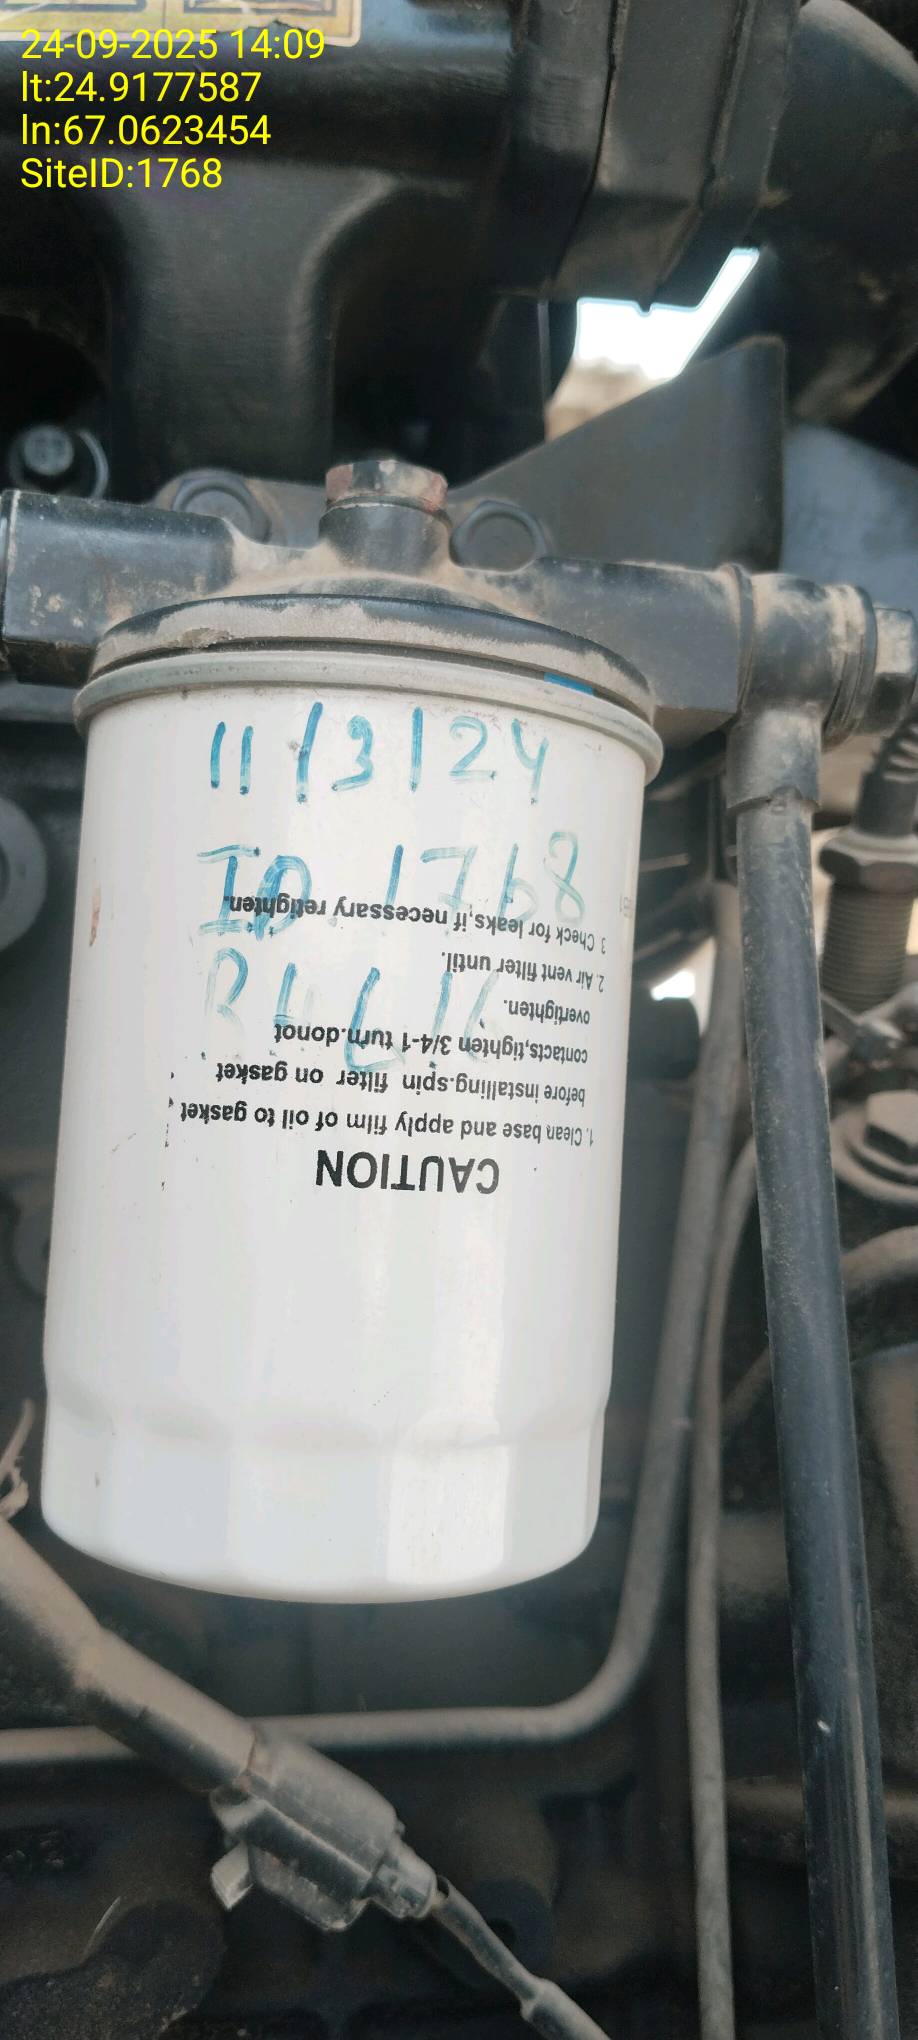 24-09-2025 14:09
lt:24.9177587
ln:67.0623454
SiteID:1768
11/3/24
ID 1768
CAUTION
1. Clean base and apply film of oil to gasket
before installing.spin filter on gasket
contacts,tighten 3/4-1 turn.donot
overtighten.
2. Air vent filter until.
3 Check for leaks,if necessary retighten.